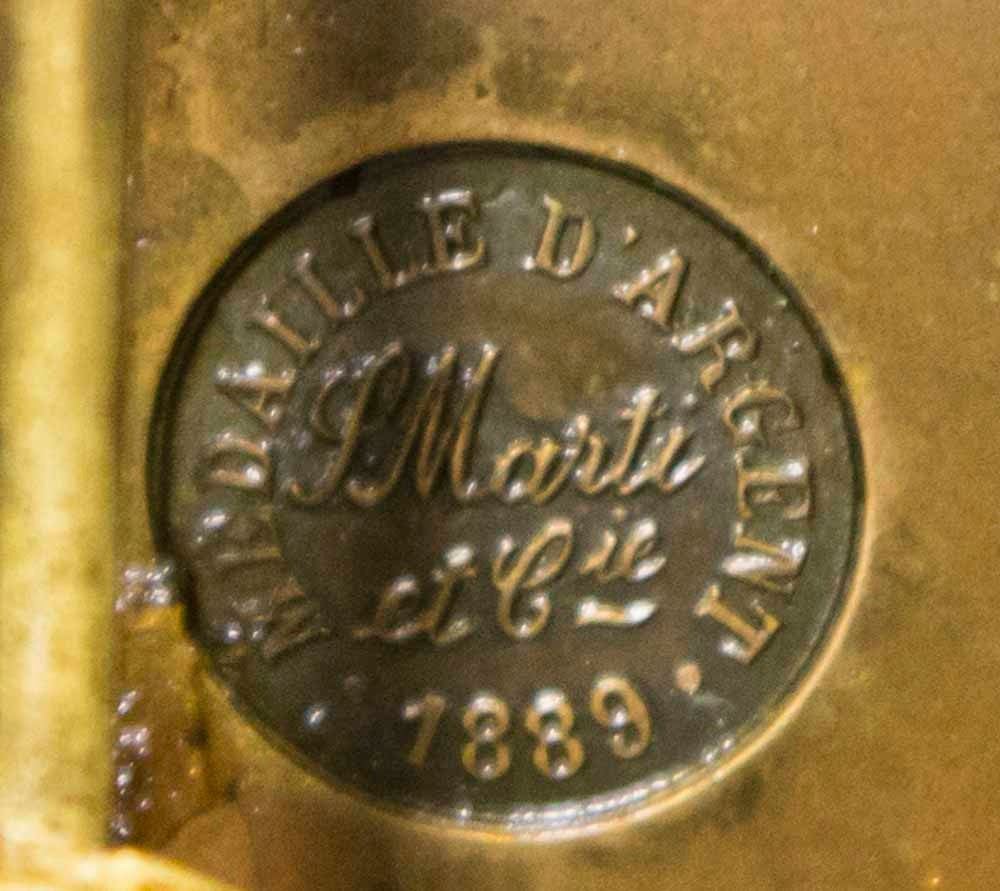 MEDAILLE D'ARGENT
S Marti
et Cie
· 1889 ·